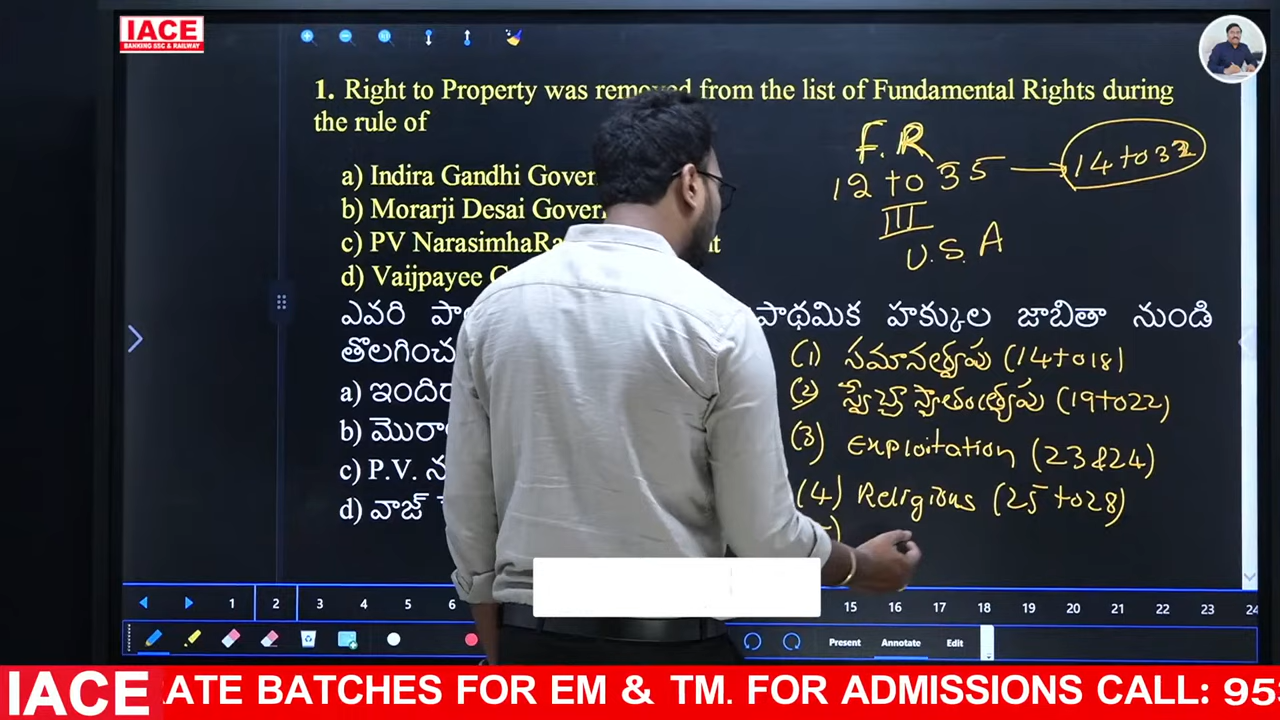 IACE
BANKING SSC & RAILWAY
1. Right to Property was removed from the list of Fundamental Rights during
the rule of
a) Indira Gandhi Gover
b) Morarji Desai Gover
c) PV NarasimhaRa
d) Vaijpayee G
F.R
12 to 35 → 14 to 32
III
U.S.A
ఎవరి పా పాథమిక హక్కుల జాబితా నుండి
తొలగించ
a) ఇందిర
b) మొరా
c) P.V. న
d) వాజ్
(1) సమానత్వపు (14 to 18)
(2) స్వేచ్ఛా స్వాతంత్ర్యపు (19 to 22)
(3) Exploitation (23 & 24)
(4) Religious (25 to 28)
1 2 3 4 5 6 15 16 17 18 19 20 21 22 23 24
Present Annotate Edit
IACE RATE BATCHES FOR EM & TM. FOR ADMISSIONS CALL: 95